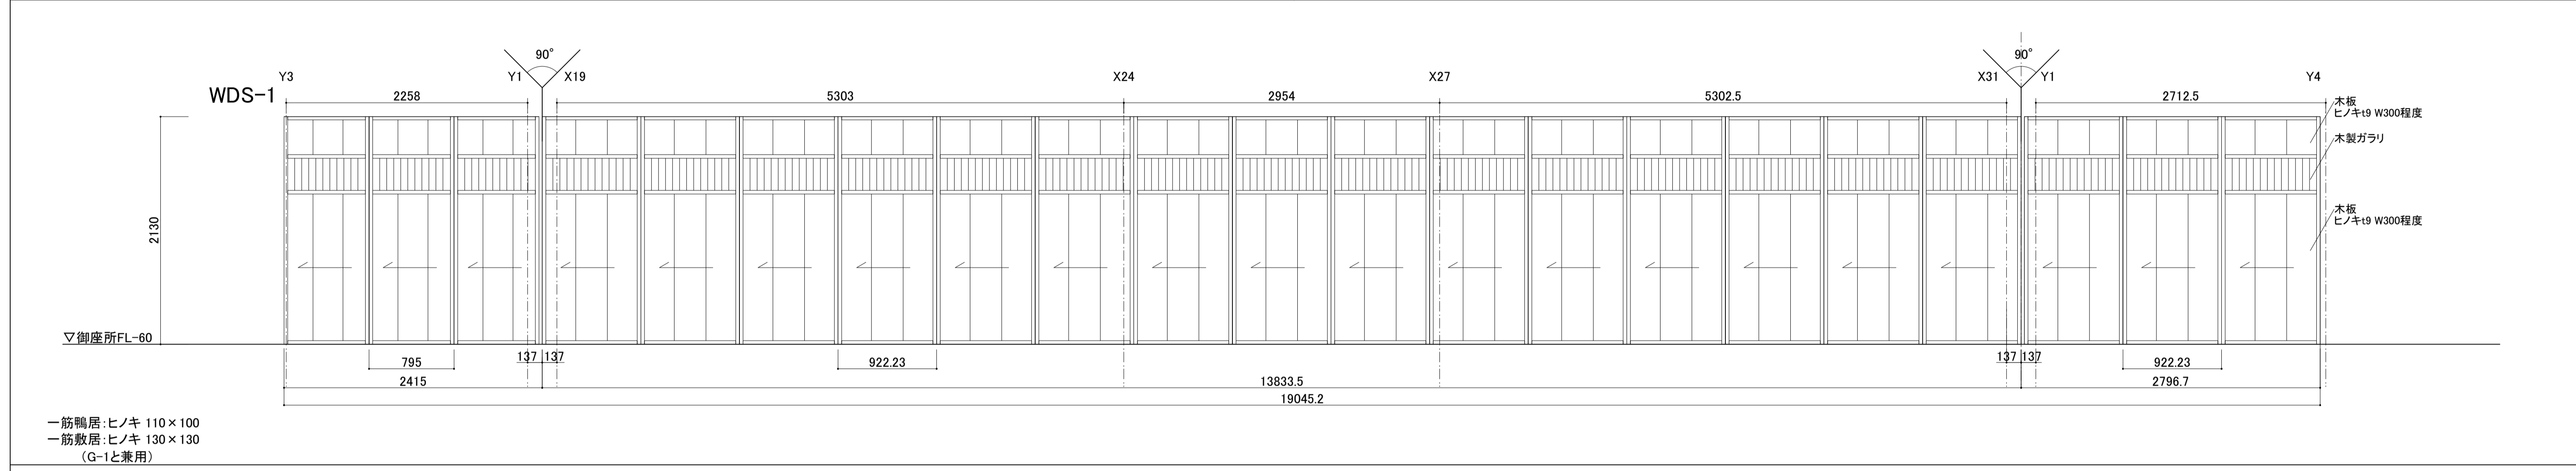 90° 90°
Y3 Y1 X19 X24 X27 X31 Y1 Y4
WDS-1
2258 5303 2954 5302.5 2712.5
木板
ヒノキt9 W300程度
木製ガラリ
2130
木板
ヒノキt9 W300程度
▽御座所FL-60
137 137 137 137
795 922.23 922.23
2415 13833.5 2796.7
19045.2
一筋鴨居:ヒノキ 110×100
一筋敷居:ヒノキ 130×130
(G-1と兼用)